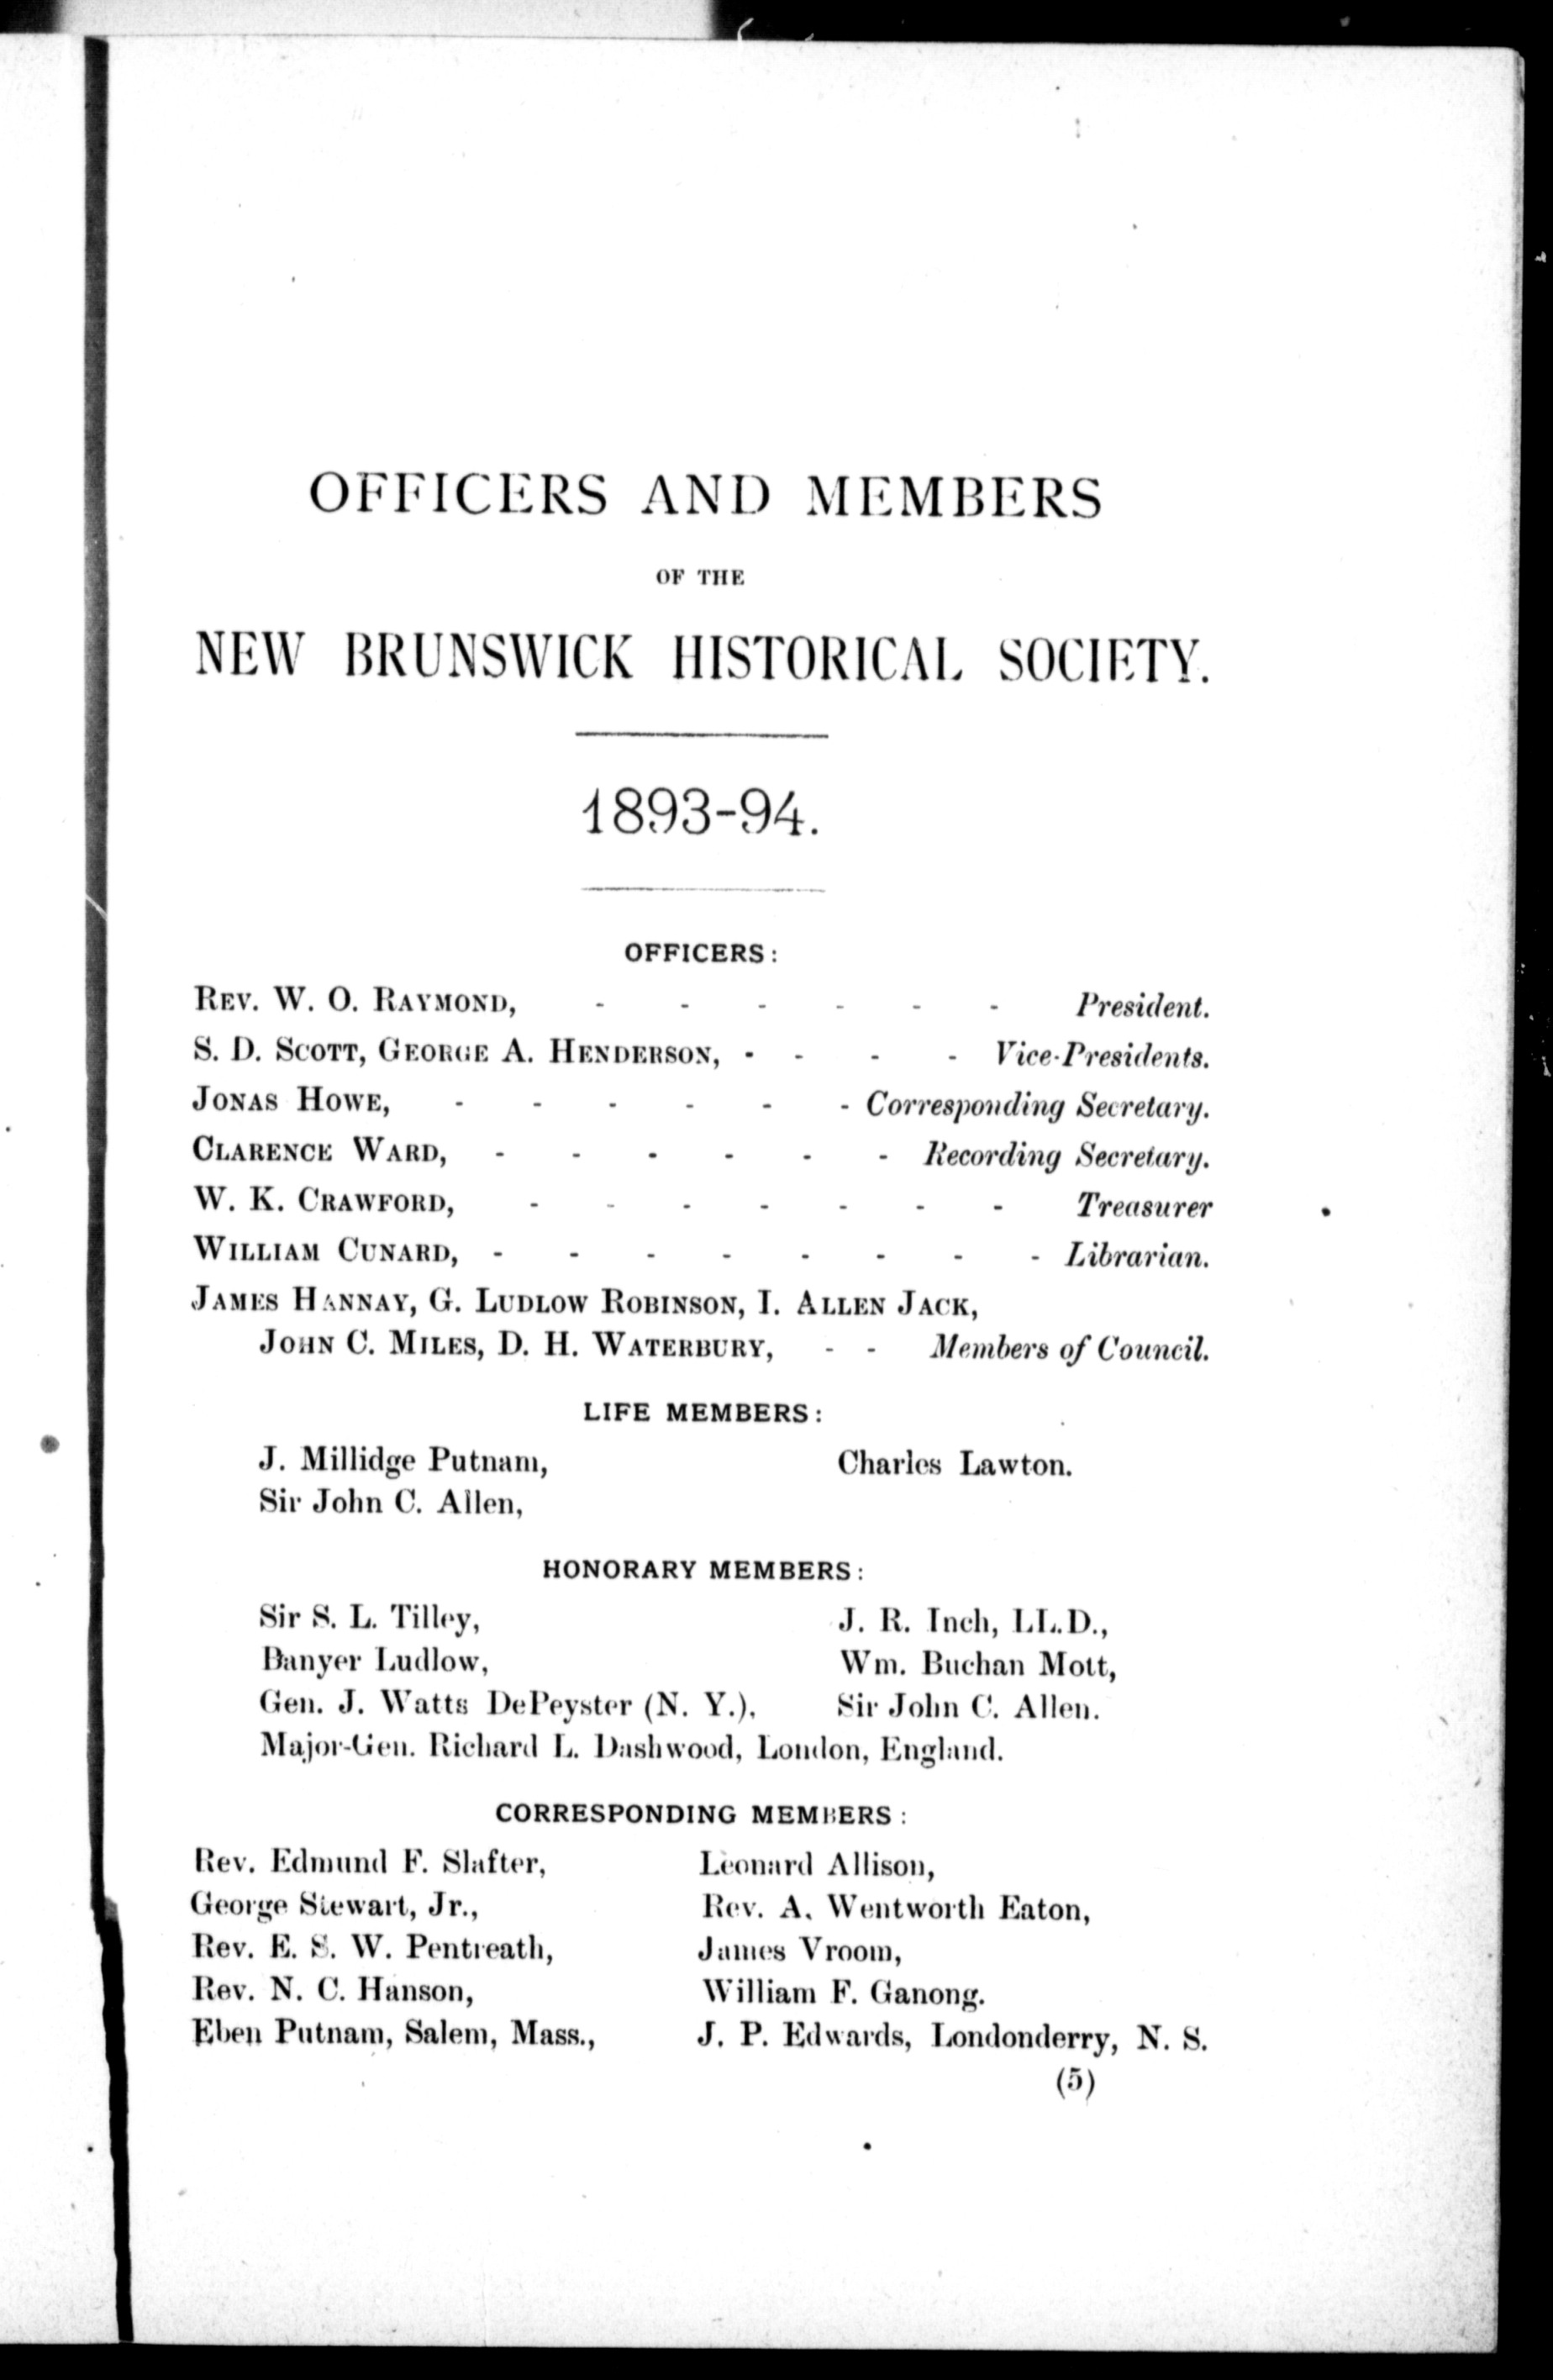 OFFICERS AND MEMBERS
OF THE
NEW BRUNSWICK HISTORICAL SOCIETY.
1893-94.
OFFICERS:
REV. W. O. RAYMOND, - - - - - - President.
S. D. SCOTT, GEORGE A. HENDERSON, - - - - Vice-Presidents.
JONAS HOWE, - - - - - - Corresponding Secretary.
CLARENCE WARD, - - - - - - Recording Secretary.
W. K. CRAWFORD, - - - - - - - Treasurer
WILLIAM CUNARD, - - - - - - - - Librarian.
JAMES HANNAY, G. LUDLOW ROBINSON, I. ALLEN JACK,
JOHN C. MILES, D. H. WATERBURY, - - Members of Council.
LIFE MEMBERS:
J. Millidge Putnam, Charles Lawton.
Sir John C. Allen,
HONORARY MEMBERS:
Sir S. L. Tilley, J. R. Inch, LL.D.,
Banyer Ludlow, Wm. Buchan Mott,
Gen. J. Watts DePeyster (N. Y.), Sir John C. Allen.
Major-Gen. Richard L. Dashwood, London, England.
CORRESPONDING MEMBERS:
Rev. Edmund F. Slafter, Leonard Allison,
George Stewart, Jr., Rev. A. Wentworth Eaton,
Rev. E. S. W. Pentreath, James Vroom,
Rev. N. C. Hanson, William F. Ganong.
Eben Putnam, Salem, Mass., J. P. Edwards, Londonderry, N. S.
(5)